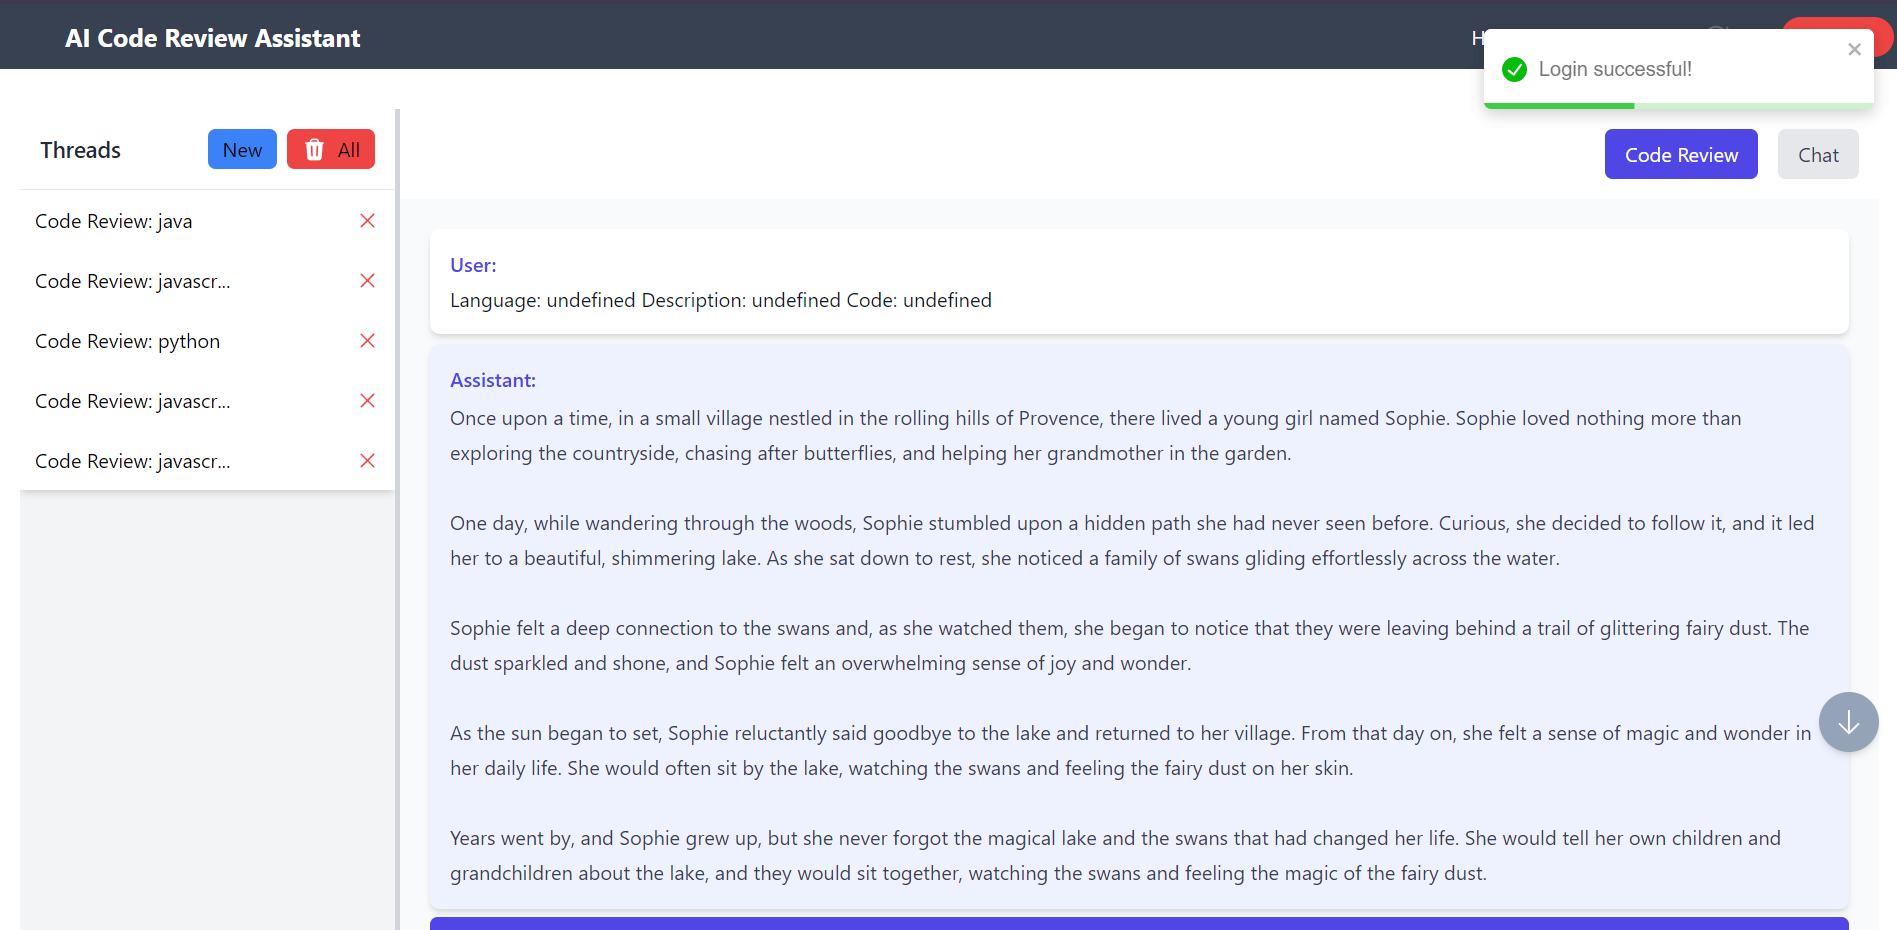 AI Code Review Assistant
Login successful!
Threads
New
All
Code Review
Chat
Code Review: java
Code Review: javascr...
Code Review: python
Code Review: javascr...
Code Review: javascr...
User:
Language: undefined Description: undefined Code: undefined
Assistant:
Once upon a time, in a small village nestled in the rolling hills of Provence, there lived a young girl named Sophie. Sophie loved nothing more than
exploring the countryside, chasing after butterflies, and helping her grandmother in the garden.
One day, while wandering through the woods, Sophie stumbled upon a hidden path she had never seen before. Curious, she decided to follow it, and it led
her to a beautiful, shimmering lake. As she sat down to rest, she noticed a family of swans gliding effortlessly across the water.
Sophie felt a deep connection to the swans and, as she watched them, she began to notice that they were leaving behind a trail of glittering fairy dust. The
dust sparkled and shone, and Sophie felt an overwhelming sense of joy and wonder.
As the sun began to set, Sophie reluctantly said goodbye to the lake and returned to her village. From that day on, she felt a sense of magic and wonder in
her daily life. She would often sit by the lake, watching the swans and feeling the fairy dust on her skin.
Years went by, and Sophie grew up, but she never forgot the magical lake and the swans that had changed her life. She would tell her own children and
grandchildren about the lake, and they would sit together, watching the swans and feeling the magic of the fairy dust.